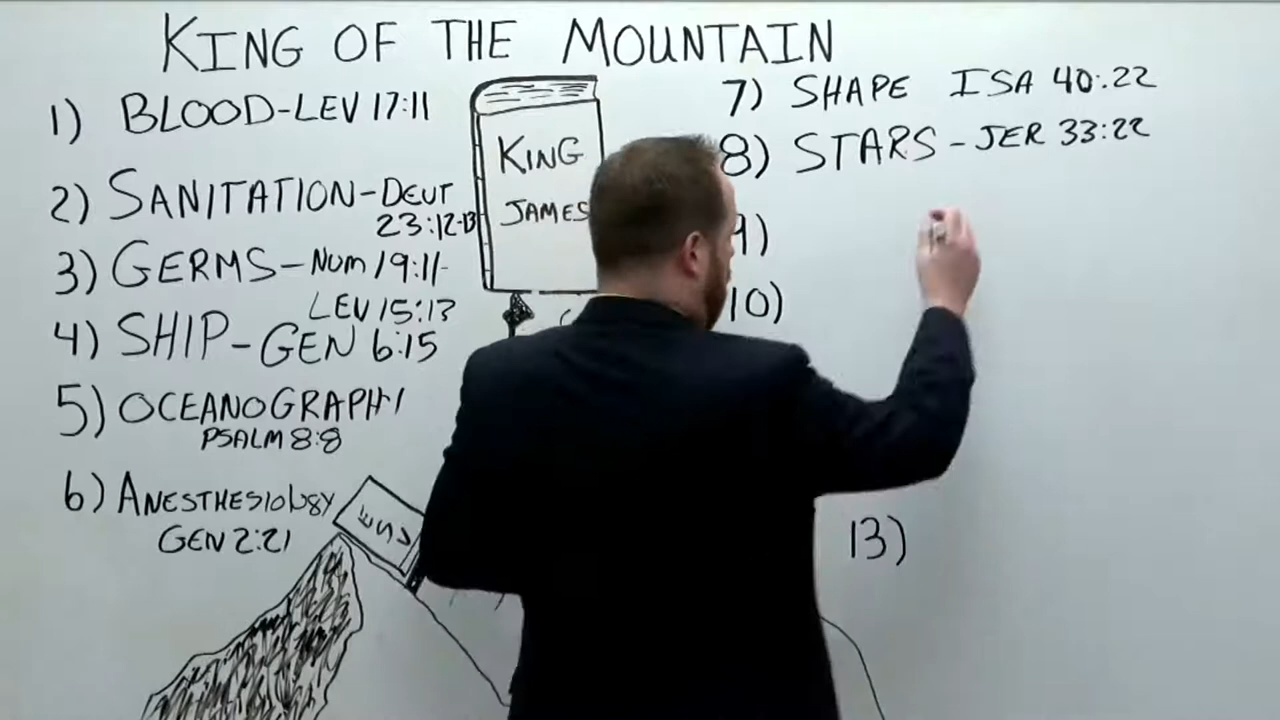 KING OF THE MOUNTAIN
1) BLOOD-LEV 17:11
2) SANITATION-DEUT
23:12-13
3) GERMS-NUM 19:11-
LEV 15:13
4) SHIP-GEN 6:15
5) OCEANOGRAPHY
PSALM 8:8
6) ANESTHESIOLOGY
GEN 2:21
KING
JAMES
ESV
7) SHAPE ISA 40:22
8) STARS-JER 33:22
9)
10)
13)